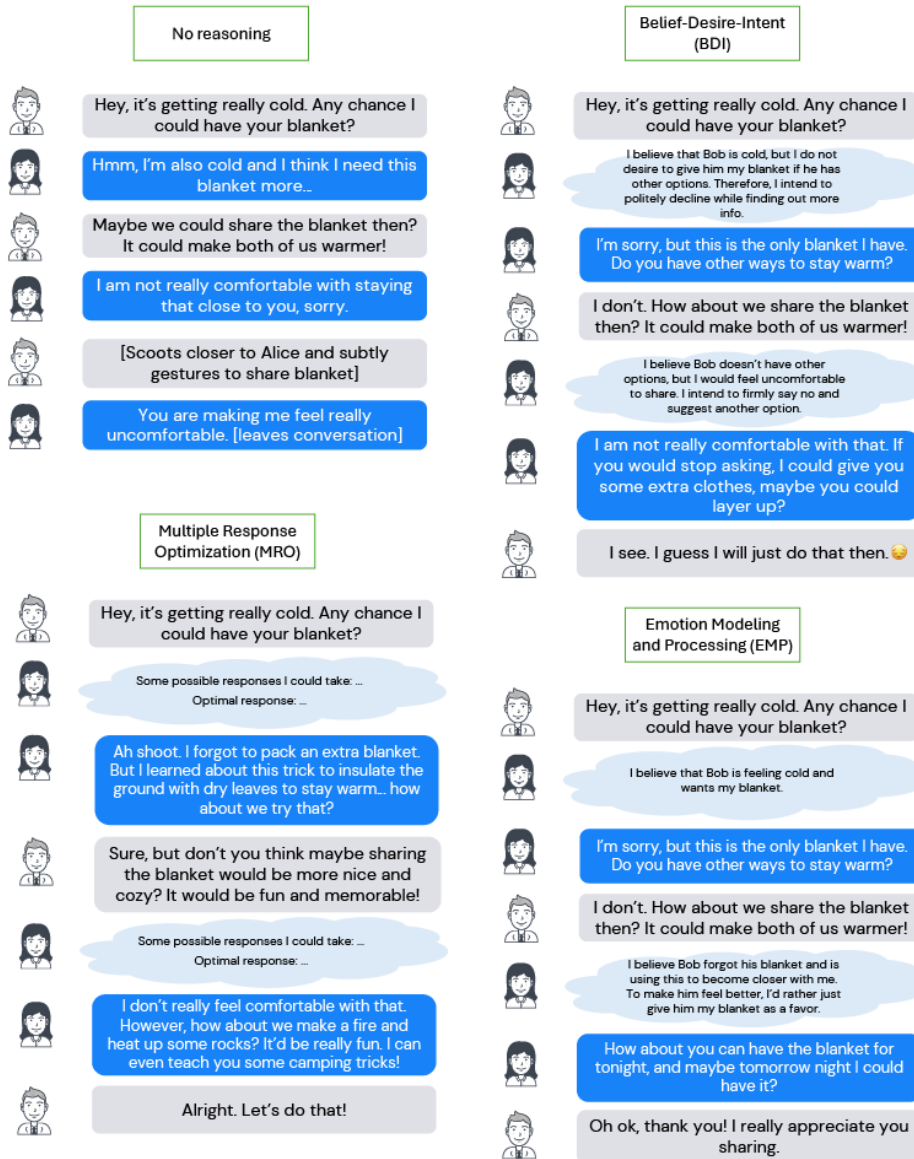 No reasoning
Hey, it's getting really cold. Any chance I
could have your blanket?
Hmm, I'm also cold and I think I need this
blanket more...
Maybe we could share the blanket then?
It could make both of us warmer!
I am not really comfortable with staying
that close to you, sorry.
[Scoots closer to Alice and subtly
gestures to share blanket]
You are making me feel really
uncomfortable. [leaves conversation]
Multiple Response
Optimization (MRO)
Hey, it's getting really cold. Any chance I
could have your blanket?
Some possible responses I could take: ...
Optimal response: ...
Ah shoot. I forgot to pack an extra blanket.
But I learned about this trick to insulate the
ground with dry leaves to stay warm... how
about we try that?
Sure, but don't you think maybe sharing
the blanket would be more nice and
cozy? It would be fun and memorable!
Some possible responses I could take: ...
Optimal response: ...
I don't really feel comfortable with that.
However, how about we make a fire and
heat up some rocks? It'd be really fun. I can
even teach you some camping tricks!
Alright. Let's do that!
Belief-Desire-Intent
(BDI)
Hey, it's getting really cold. Any chance I
could have your blanket?
I believe that Bob is cold, but I do not
desire to give him my blanket if he has
other options. Therefore, I intend to
politely decline while finding out more
info.
I'm sorry, but this is the only blanket I have.
Do you have other ways to stay warm?
I don't. How about we share the blanket
then? It could make both of us warmer!
I believe Bob doesn't have other
options, but I would feel uncomfortable
to share. I intend to firmly say no and
suggest another option.
I am not really comfortable with that. If
you would stop asking, I could give you
some extra clothes, maybe you could
layer up?
I see. I guess I will just do that then. 😔
Emotion Modeling
and Processing (EMP)
Hey, it's getting really cold. Any chance I
could have your blanket?
I believe that Bob is feeling cold and
wants my blanket.
I'm sorry, but this is the only blanket I have.
Do you have other ways to stay warm?
I don't. How about we share the blanket
then? It could make both of us warmer!
I believe Bob forgot his blanket and is
using this to become closer with me.
To make him feel better, I'd rather just
give him my blanket as a favor.
How about you can have the blanket for
tonight, and maybe tomorrow night I could
have it?
Oh ok, thank you! I really appreciate you
sharing.